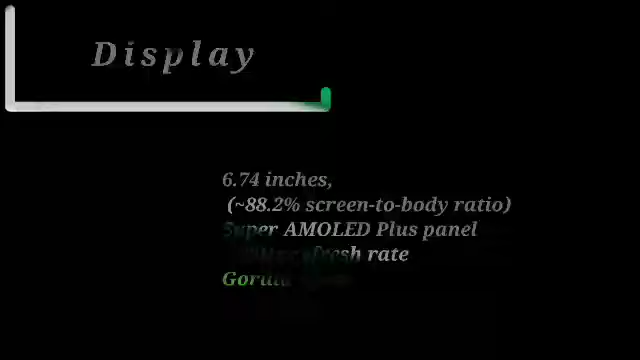 Display
6.74 inches,
(~88.2% screen-to-body ratio)
Super AMOLED Plus panel
refresh rate